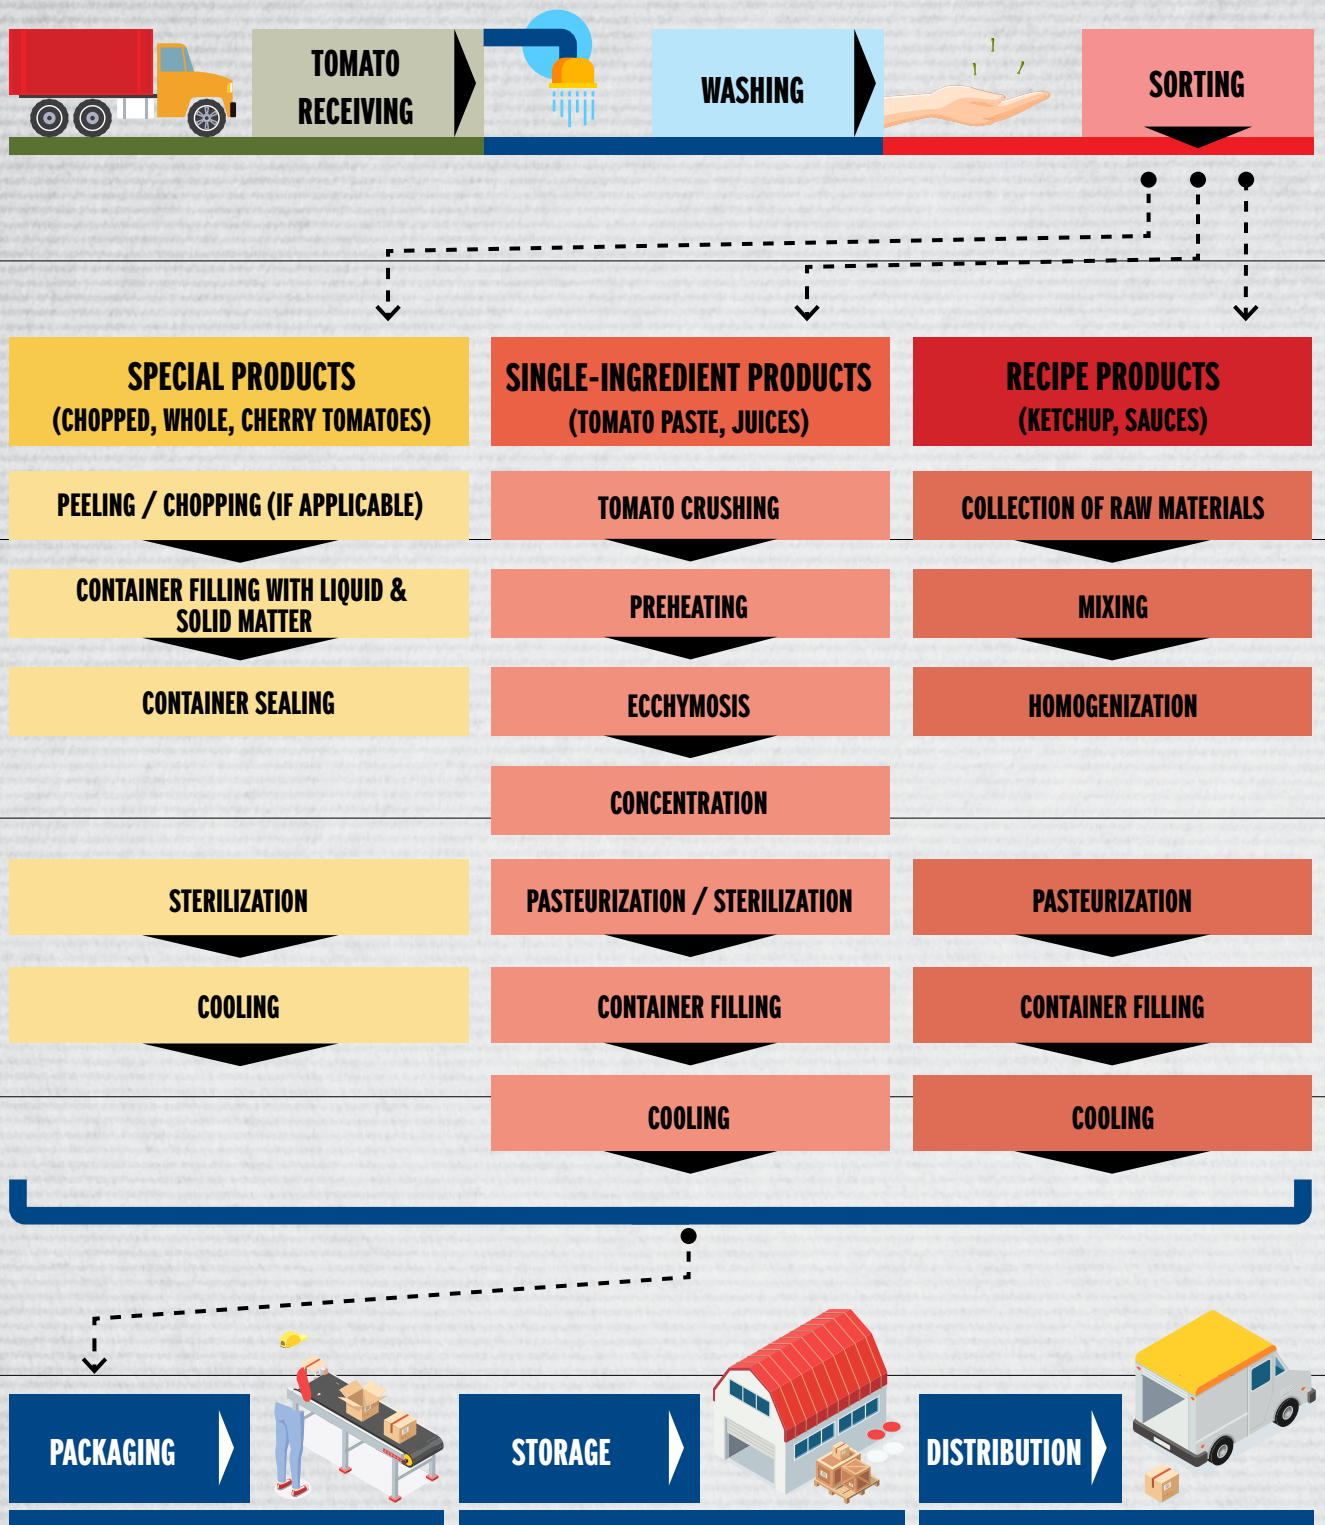 TOMATO
RECEIVING
WASHING
SORTING
SPECIAL PRODUCTS
(CHOPPED, WHOLE, CHERRY TOMATOES)
PEELING / CHOPPING (IF APPLICABLE)
CONTAINER FILLING WITH LIQUID &
SOLID MATTER
CONTAINER SEALING
STERILIZATION
COOLING
SINGLE-INGREDIENT PRODUCTS
(TOMATO PASTE, JUICES)
TOMATO CRUSHING
PREHEATING
ECCHYMOSIS
CONCENTRATION
PASTEURIZATION / STERILIZATION
CONTAINER FILLING
COOLING
RECIPE PRODUCTS
(KETCHUP, SAUCES)
COLLECTION OF RAW MATERIALS
MIXING
HOMOGENIZATION
PASTEURIZATION
CONTAINER FILLING
COOLING
PACKAGING
STORAGE
DISTRIBUTION